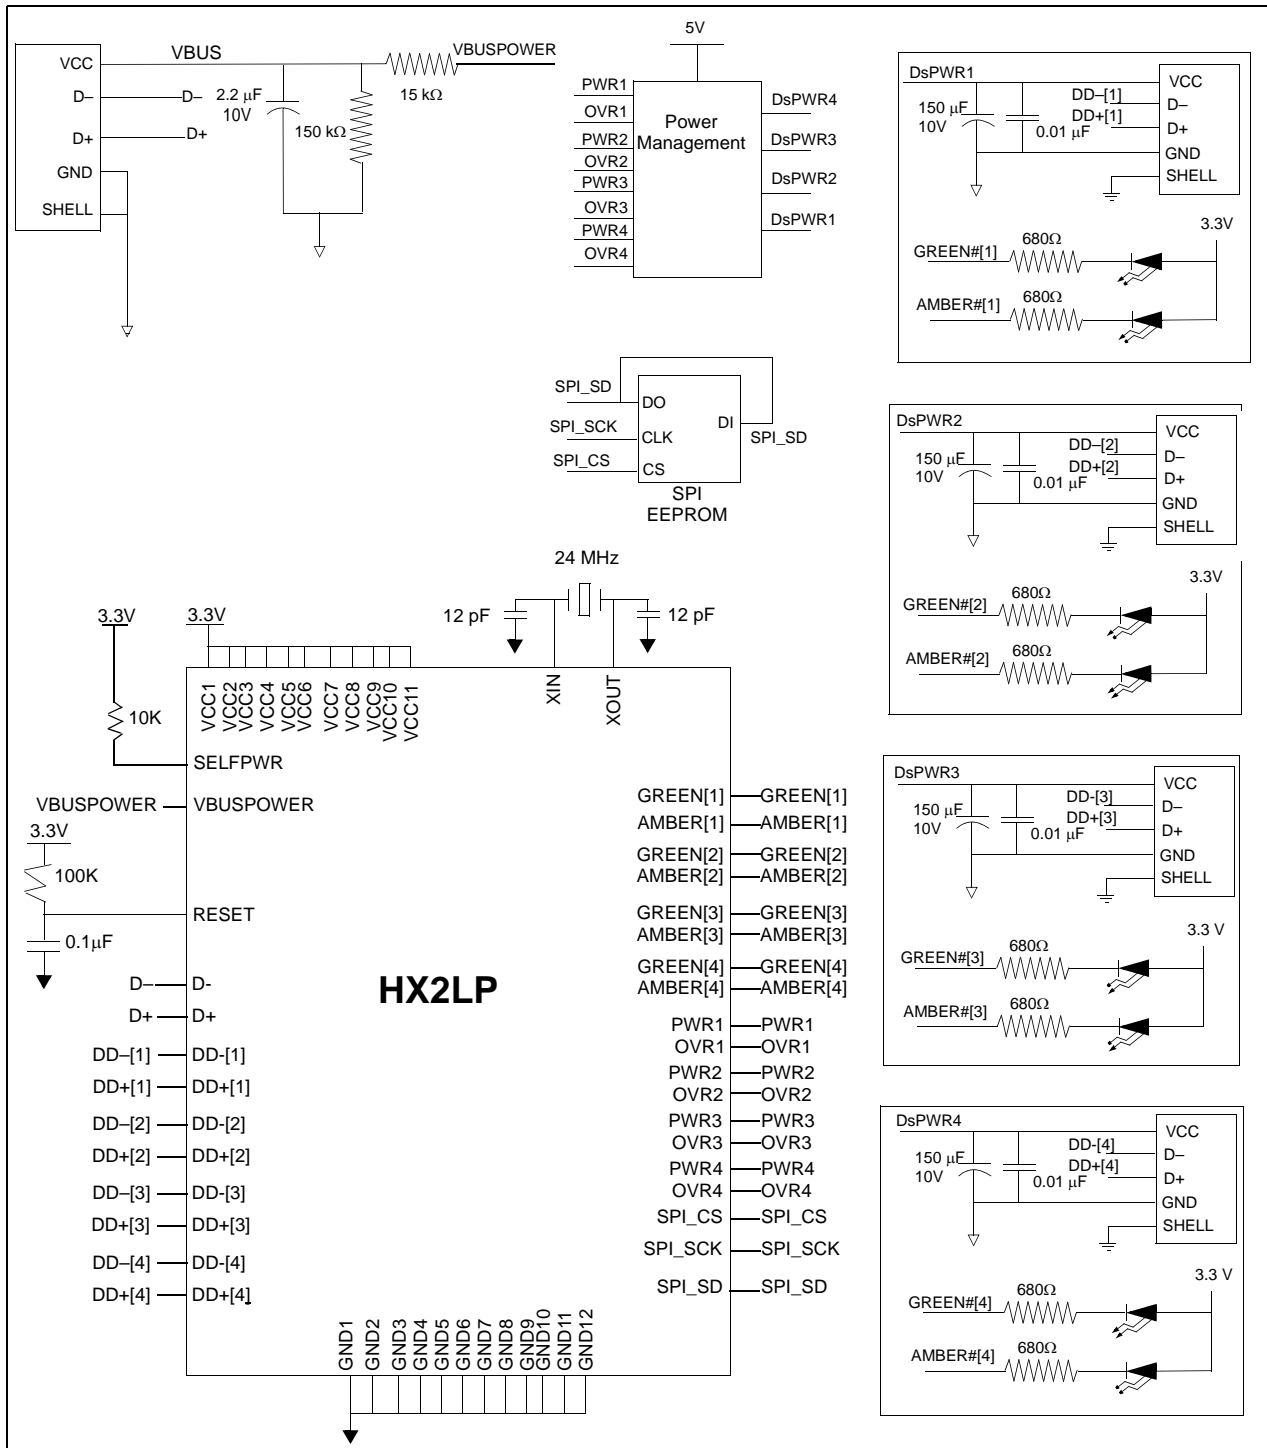 VCC
D–
D+
GND
SHELL
VBUS
D–
D+
2.2 µF
10V
150 kΩ
15 kΩ
VBUSPOWER
5V
PWR1
OVR1
PWR2
OVR2
PWR3
OVR3
PWR4
OVR4
Power
Management
DsPWR4
DsPWR3
DsPWR2
DsPWR1
SPI_SD
SPI_SCK
SPI_CS
DO
CLK
CS
DI
SPI_SD
SPI
EEPROM
24 MHz
12 pF
12 pF
3.3V
3.3V
10K
VCC1
VCC2
VCC3
VCC4
VCC5
VCC6
VCC7
VCC8
VCC9
VCC10
VCC11
XIN
XOUT
SELFPWR
VBUSPOWER
VBUSPOWER
3.3V
100K
RESET
0.1µF
HX2LP
D–
D-
D+
D+
DD–[1]
DD-[1]
DD+[1]
DD+[1]
DD–[2]
DD-[2]
DD+[2]
DD+[2]
DD–[3]
DD-[3]
DD+[3]
DD+[3]
DD–[4]
DD-[4]
DD+[4]
DD+[4]
GREEN[1]
GREEN[1]
AMBER[1]
AMBER[1]
GREEN[2]
GREEN[2]
AMBER[2]
AMBER[2]
GREEN[3]
GREEN[3]
AMBER[3]
AMBER[3]
GREEN[4]
GREEN[4]
AMBER[4]
AMBER[4]
PWR1
PWR1
OVR1
OVR1
PWR2
PWR2
OVR2
OVR2
PWR3
PWR3
OVR3
OVR3
PWR4
PWR4
OVR4
OVR4
SPI_CS
SPI_CS
SPI_SCK
SPI_SCK
SPI_SD
SPI_SD
GND1
GND2
GND3
GND4
GND5
GND6
GND7
GND8
GND9
GND10
GND11
GND12
DsPWR1
150 µF
10V
0.01 µF
DD–[1]
DD+[1]
VCC
D–
D+
GND
SHELL
3.3V
680Ω
GREEN#[1]
680Ω
AMBER#[1]
DsPWR2
150 µF
10V
0.01 µF
DD–[2]
DD+[2]
VCC
D–
D+
GND
SHELL
3.3V
680Ω
GREEN#[2]
680Ω
AMBER#[2]
DsPWR3
150 µF
10V
0.01 µF
DD-[3]
DD+[3]
VCC
D–
D+
GND
SHELL
3.3 V
680Ω
GREEN#[3]
680Ω
AMBER#[3]
DsPWR4
150 µF
10V
0.01 µF
DD-[4]
DD+[4]
VCC
D–
D+
GND
SHELL
3.3 V
680Ω
GREEN#[4]
680Ω
AMBER#[4]